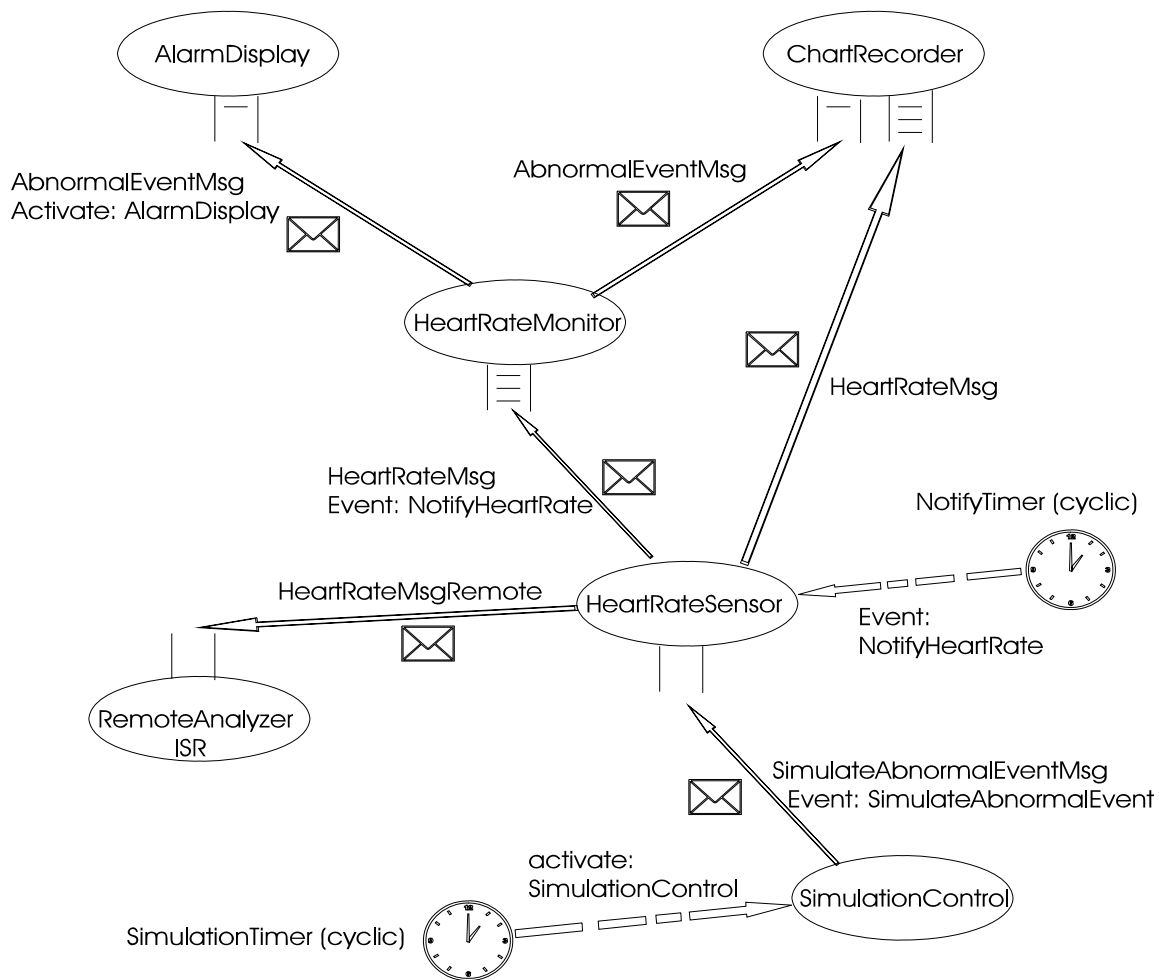 AlarmDisplay
ChartRecorder
AbnormalEventMsg
Activate: AlarmDisplay
AbnormalEventMsg
HeartRateMonitor
HeartRateMsg
HeartRateMsg
Event: NotifyHeartRate
NotifyTimer (cyclic)
HeartRateMsgRemote
HeartRateSensor
Event:
NotifyHeartRate
RemoteAnalyzer
ISR
SimulateAbnormalEventMsg
Event: SimulateAbnormalEvent
activate:
SimulationControl
SimulationControl
SimulationTimer (cyclic)